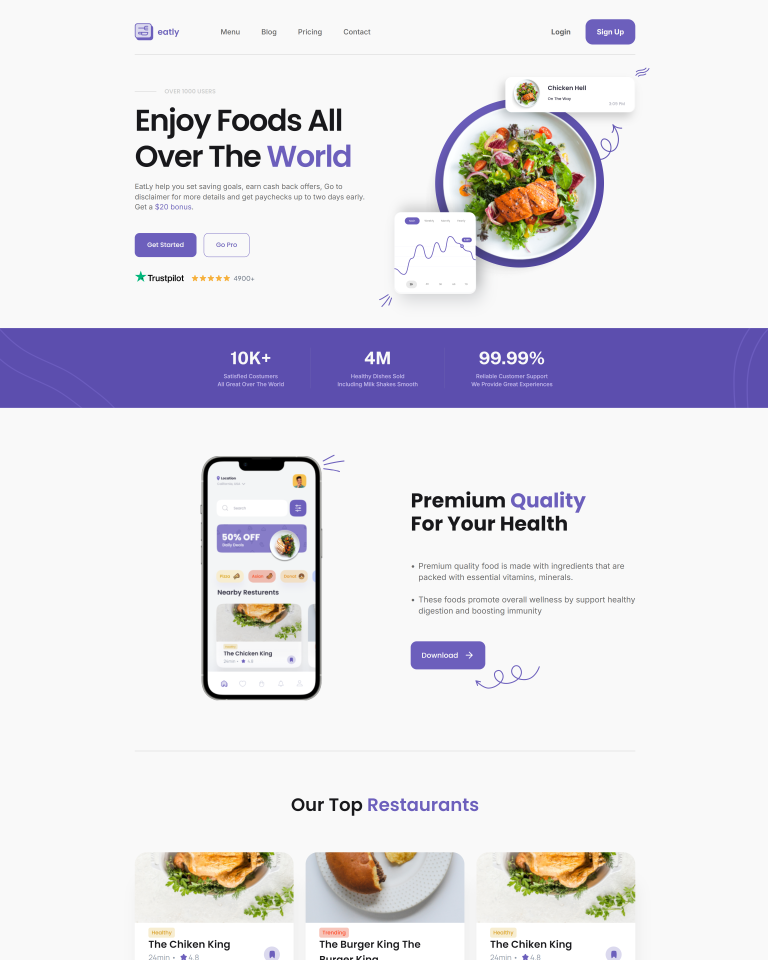 eatly
Menu
Blog
Pricing
Contact
Login
Sign Up
OVER 1000 USERS
Enjoy Foods All
Over The World
EatLy help you set saving goals, earn cash back offers, Go to
disclaimer for more details and get paychecks up to two days early.
Get a $20 bonus.
Get Started
Go Pro
Trustpilot
4900+
Chicken Hell
On The Way
3:09 PM
10K+
Satisfied Costumers
All Great Over The World
4M
Healthy Dishes Sold
Including Milk Shakes Smooth
99.99%
Reliable Customer Support
We Provide Great Experiences
Location
Search
50% OFF
Daily Deals
Pizza
Asian
Donat
Nearby Resturents
The Chicken King
24min •
4.8
Premium Quality
For Your Health
• Premium quality food is made with ingredients that are
packed with essential vitamins, minerals.
• These foods promote overall wellness by support healthy
digestion and boosting immunity
Download
Our Top Restaurants
Healthy
The Chiken King
24min •
4.8
Trending
The Burger King The
Burger King
Healthy
The Chiken King
24min •
4.8